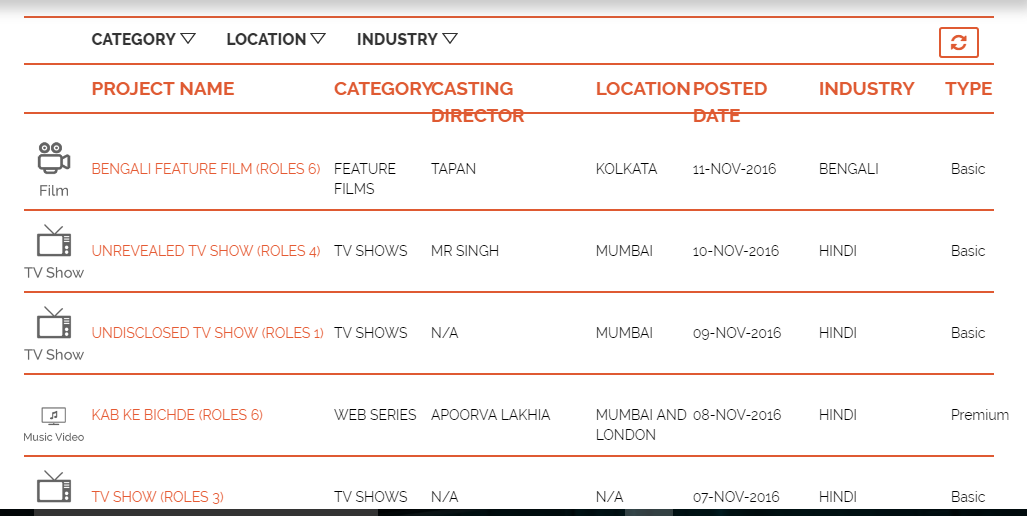 CATEGORY LOCATION INDUSTRY
PROJECT NAME CATEGORY CASTING DIRECTOR LOCATION POSTED DATE INDUSTRY TYPE
Film BENGALI FEATURE FILM (ROLES 6) FEATURE FILMS TAPAN KOLKATA 11-NOV-2016 BENGALI Basic
TV Show UNREVEALED TV SHOW (ROLES 4) TV SHOWS MR SINGH MUMBAI 10-NOV-2016 HINDI Basic
TV Show UNDISCLOSED TV SHOW (ROLES 1) TV SHOWS N/A MUMBAI 09-NOV-2016 HINDI Basic
Music Video KAB KE BICHDE (ROLES 6) WEB SERIES APOORVA LAKHIA MUMBAI AND LONDON 08-NOV-2016 HINDI Premium
TV SHOW (ROLES 3) TV SHOWS N/A N/A 07-NOV-2016 HINDI Basic